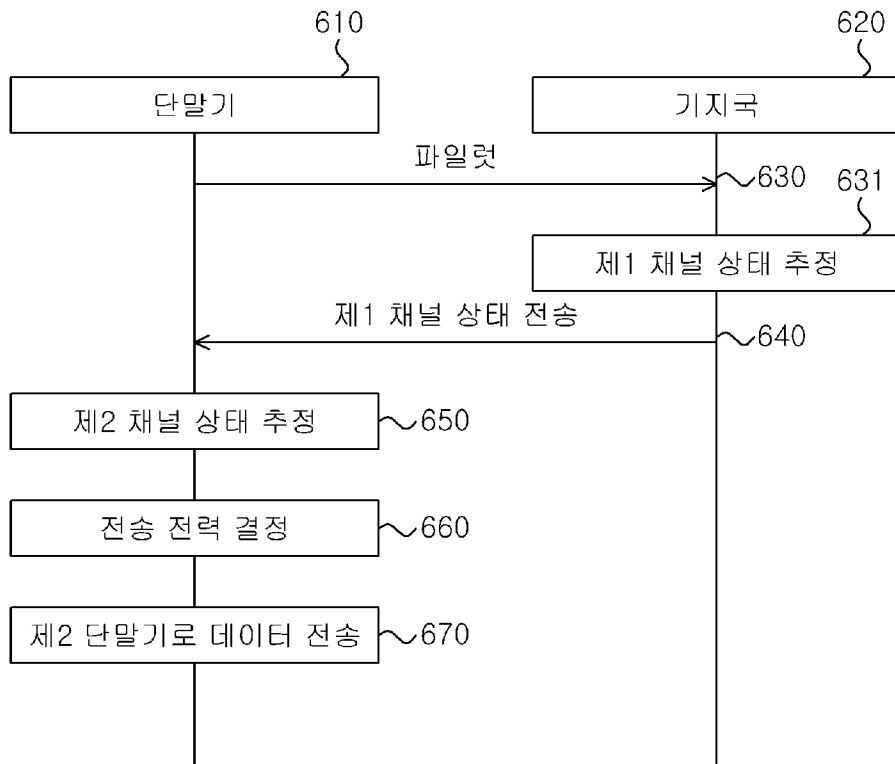 610
620
단말기
기지국
파일럿
630
631
제1 채널 상태 추정
제1 채널 상태 전송
640
제2 채널 상태 추정
650
전송 전력 결정
660
제2 단말기로 데이터 전송
670